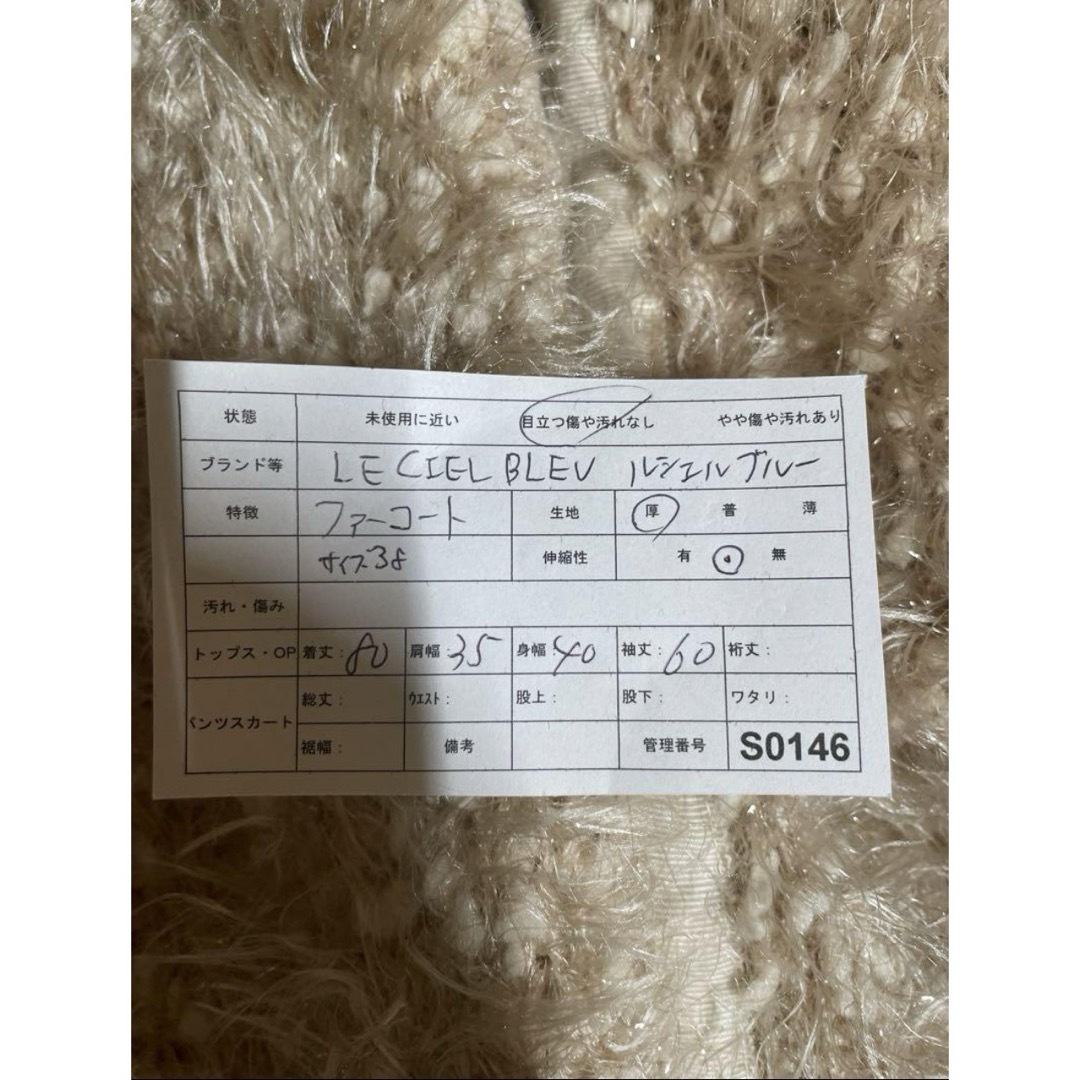 状態 未使用に近い 目立つ傷や汚れなし やや傷や汚れあり
ブランド等 LE CIEL BLEU ルシェルブルー
特徴 ファーコート 生地 厚 普 薄
サイズ38 伸縮性 有 無
汚れ・傷み
トップス・OP 着丈:80 肩幅:35 身幅:40 袖丈:60 裄丈:
パンツスカート 総丈: ウエスト: 股上: 股下: ワタリ:
裾幅: 備考 管理番号 S0146